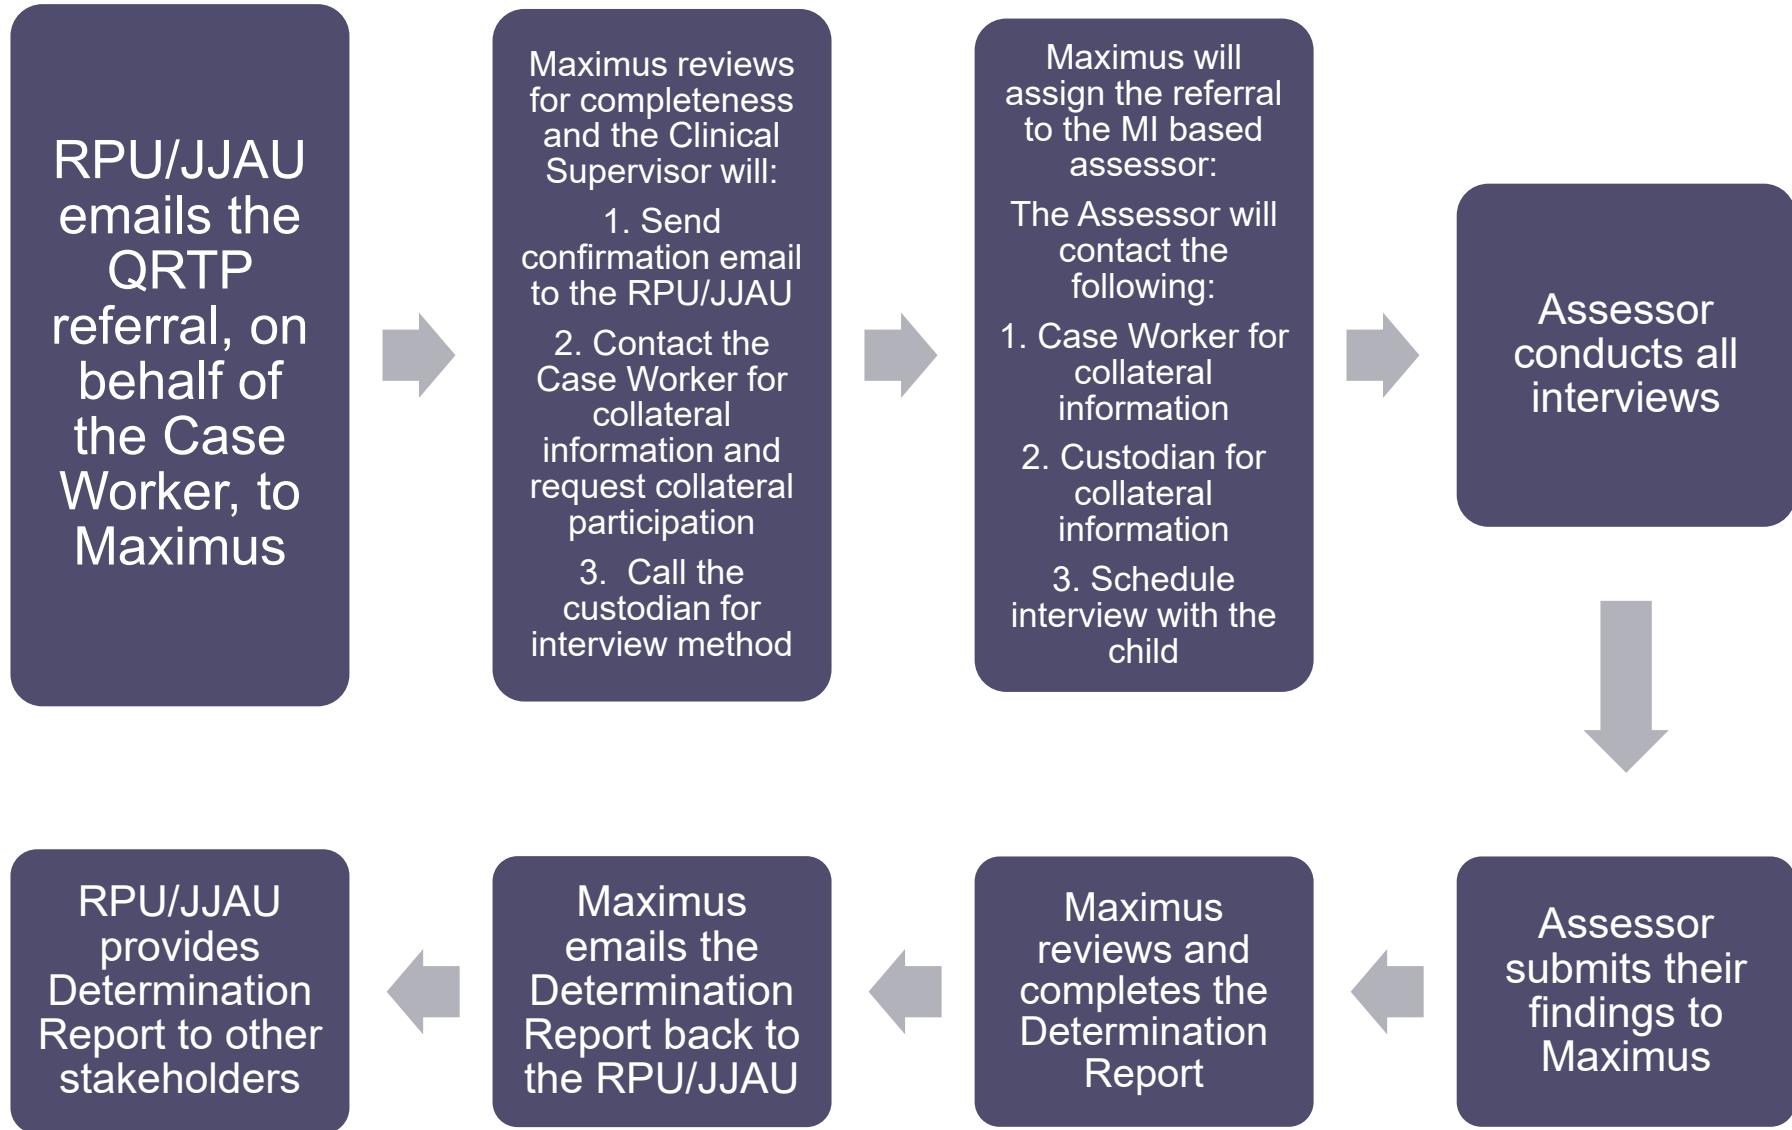 RPU/JJAU
emails the
QRTP
referral, on
behalf of
the Case
Worker, to
Maximus
Maximus reviews
for completeness
and the Clinical
Supervisor will:
1. Send
confirmation email
to the RPU/JJAU
2. Contact the
Case Worker for
collateral
information and
request collateral
participation
3. Call the
custodian for
interview method
Maximus will
assign the referral
to the MI based
assessor:
The Assessor will
contact the
following:
1. Case Worker for
collateral
information
2. Custodian for
collateral
information
3. Schedule
interview with the
child
Assessor
conducts all
interviews
Assessor
submits their
findings to
Maximus
Maximus
reviews and
completes the
Determination
Report
Maximus
emails the
Determination
Report back to
the RPU/JJAU
RPU/JJAU
provides
Determination
Report to other
stakeholders